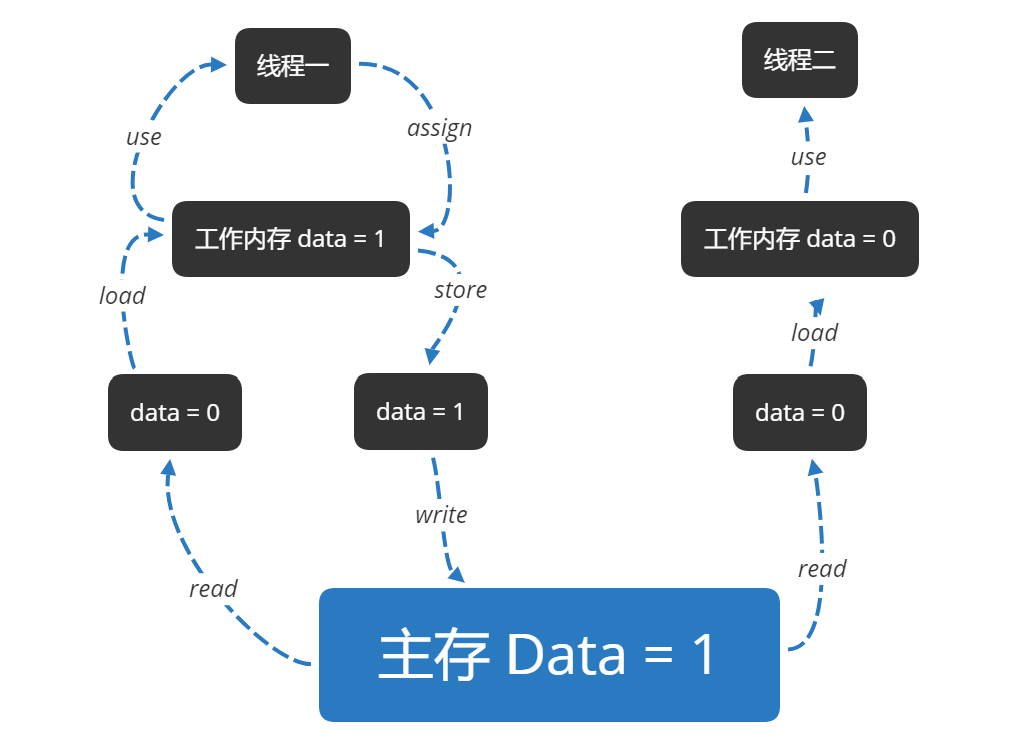 线程一
线程二
use
assign
use
工作内存 data = 1
工作内存 data = 0
load
store
load
data = 0
data = 1
data = 0
write
read
read
主存 Data = 1